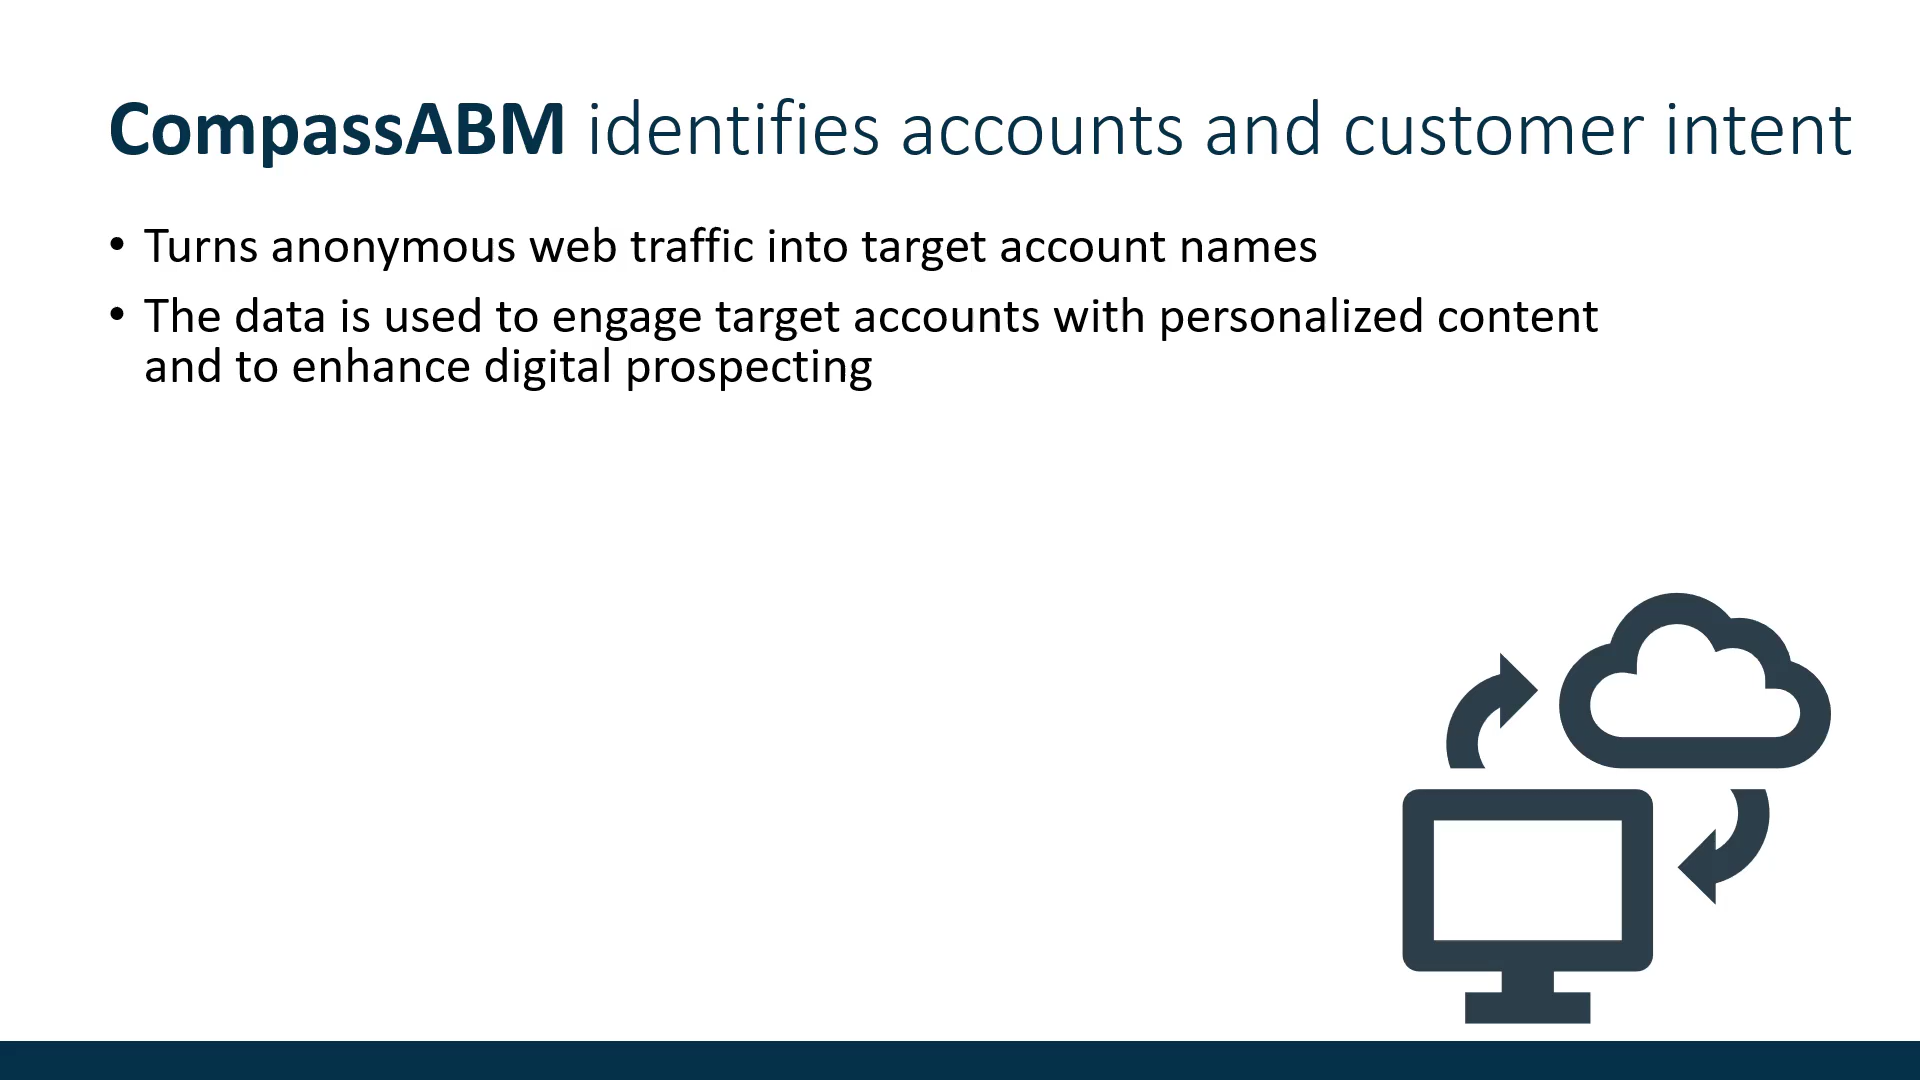 CompassABM identifies accounts and customer intent
• Turns anonymous web traffic into target account names
• The data is used to engage target accounts with personalized content
and to enhance digital prospecting